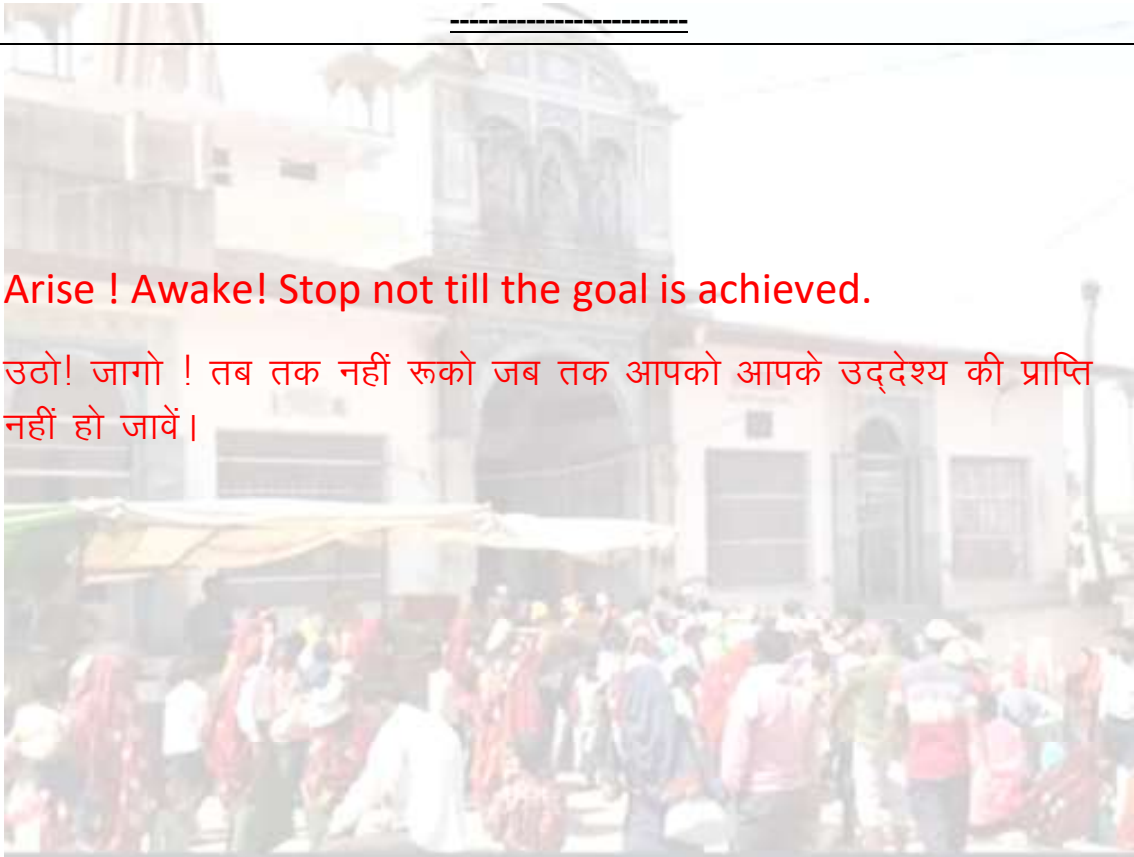 -------------------------
Arise ! Awake! Stop not till the goal is achieved.
उठो! जागो ! तब तक नहीं रूको जब तक आपको आपके उद्देश्य की प्राप्ति
नहीं हो जावें।